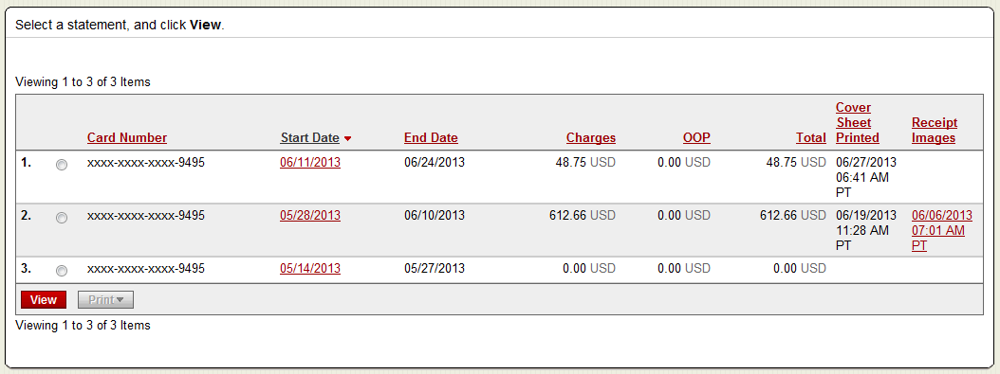 Select a statement, and click View.
Viewing 1 to 3 of 3 Items
Card Number Start Date End Date Charges OOP Total Cover Sheet Printed Receipt Images
1. xxxx-xxxx-xxxx-9495 06/11/2013 06/24/2013 48.75 USD 0.00 USD 48.75 USD 06/27/2013 06:41 AM PT
2. xxxx-xxxx-xxxx-9495 05/28/2013 06/10/2013 612.66 USD 0.00 USD 612.66 USD 06/19/2013 11:28 AM PT 06/06/2013 07:01 AM PT
3. xxxx-xxxx-xxxx-9495 05/14/2013 05/27/2013 0.00 USD 0.00 USD 0.00 USD
View Print
Viewing 1 to 3 of 3 Items